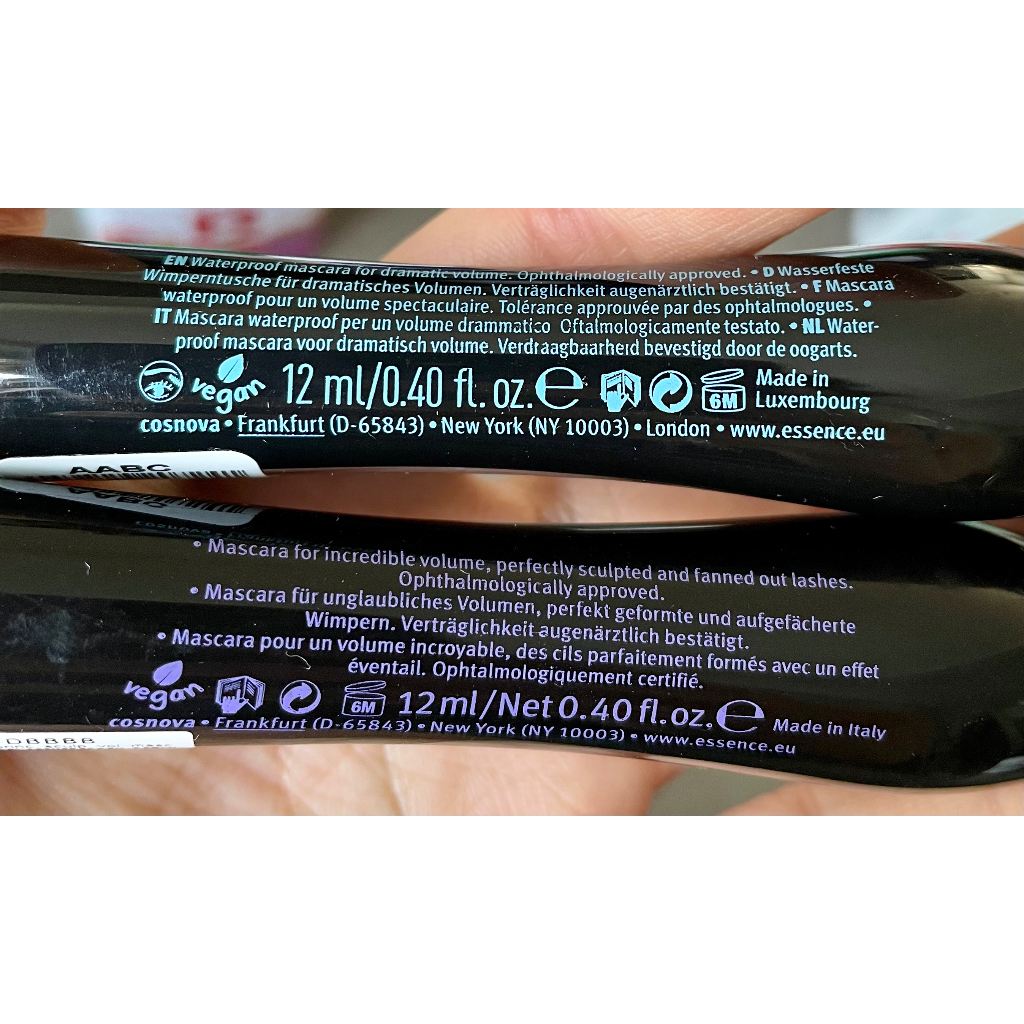 EN Waterproof mascara for dramatic volume. Ophthalmologically approved. • D Wasserfeste
Wimperntusche für dramatisches Volumen. Verträglichkeit augenärztlich bestätigt. • F Mascara
waterproof pour un volume spectaculaire. Tolérance approuvée par des ophtalmologues. •
IT Mascara waterproof per un volume drammatico Oftalmologicamente testato. • NL Water-
proof mascara voor dramatisch volume. Verdraagbaarheid bevestigd door de oogarts.
vegan 12 ml/0.40 fl. oz. e 6M Made in
Luxembourg
cosnova • Frankfurt (D-65843) • New York (NY 10003) • London • www.essence.eu
AABC
• Mascara for incredible volume, perfectly sculpted and fanned out lashes.
Ophthalmologically approved.
• Mascara für unglaubliches Volumen, perfekt geformte und aufgefächerte
Wimpern. Verträglichkeit augenärztlich bestätigt.
• Mascara pour un volume incroyable, des cils parfaitement formés avec un effet
éventail. Ophtalmologiquement certifié.
vegan 6M 12 ml/Net 0.40 fl. oz. e Made in Italy
cosnova • Frankfurt (D-65843) • New York (NY 10003) • www.essence.eu